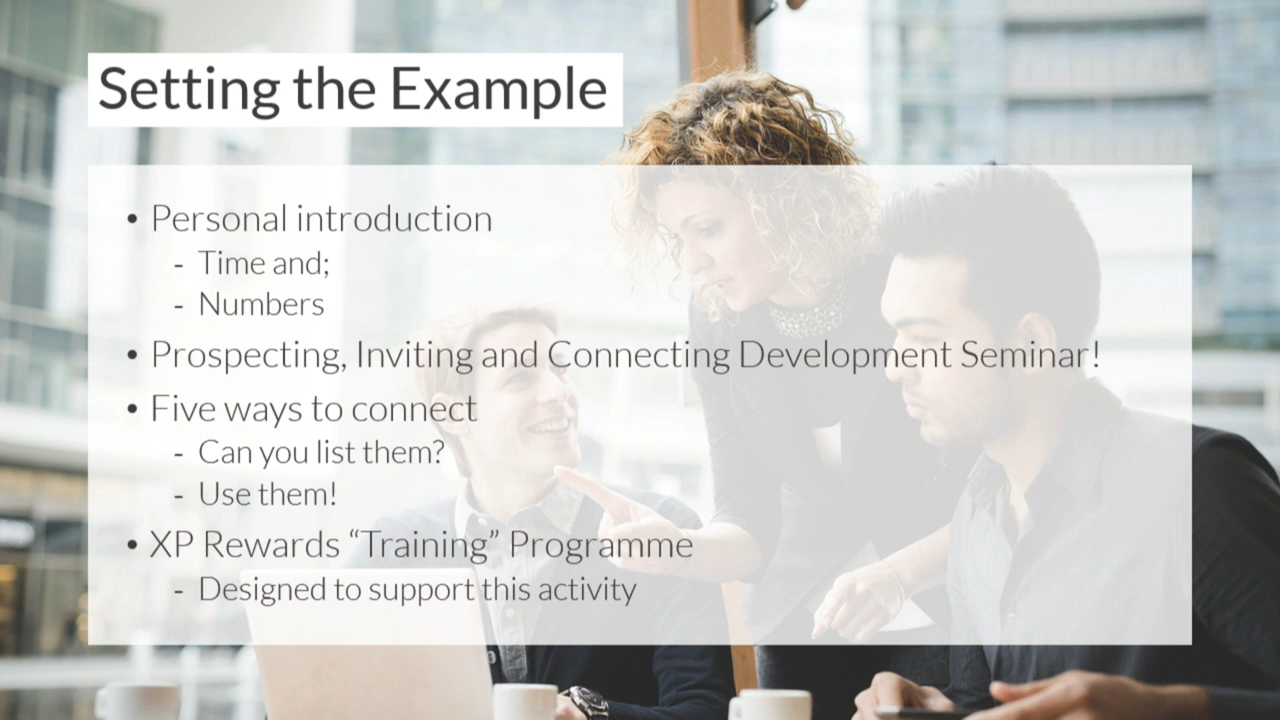 Setting the Example
• Personal introduction
- Time and;
- Numbers
• Prospecting, Inviting and Connecting Development Seminar!
• Five ways to connect
- Can you list them?
- Use them!
• XP Rewards “Training” Programme
- Designed to support this activity